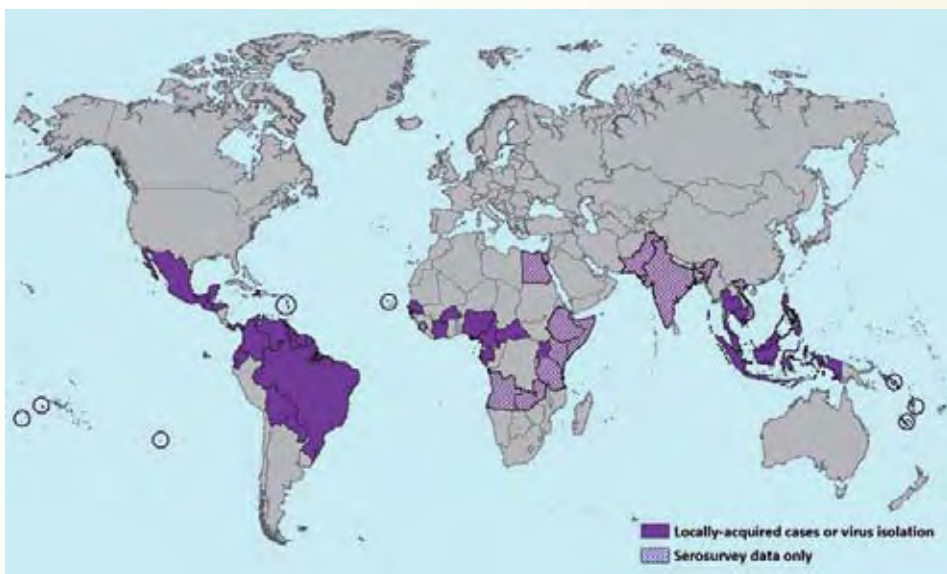 Locally-acquired cases or virus isolation
Serosurvey data only